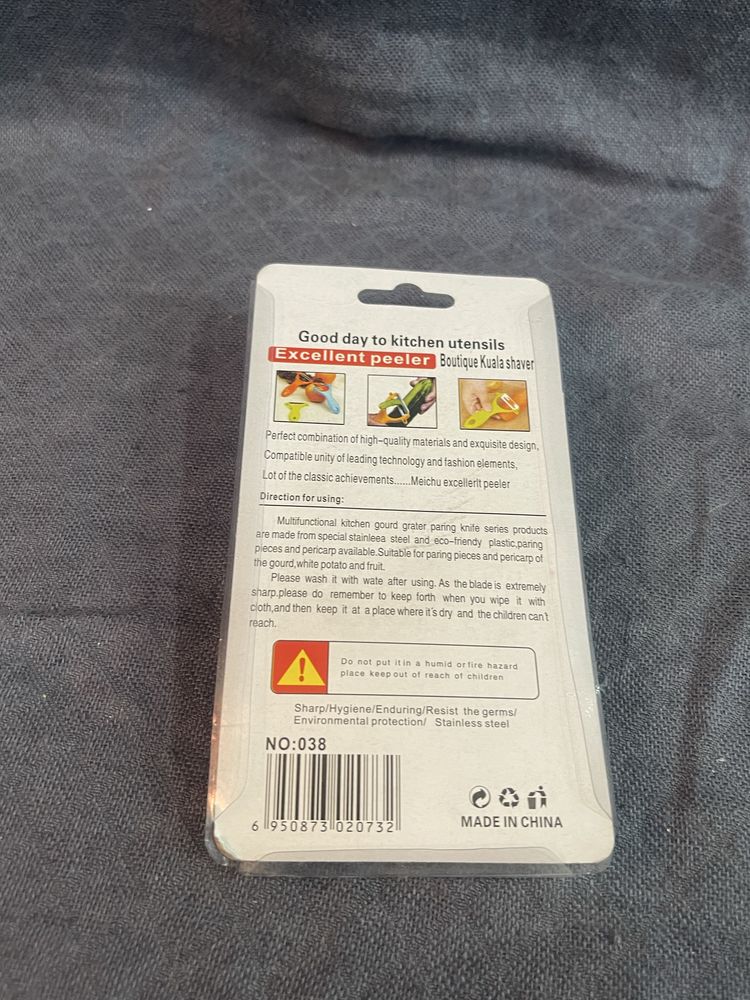 Good day to kitchen utensils
Excellent peeler Boutique Kuala shaver
Perfect combination of high-quality materials and exquisite design,
Compatible unity of leading technology and fashion elements,
Lot of the classic achievements......Meichu excellerlt peeler
Direction for using:
Multifunctional kitchen gourd grater paring knife series products
are made from special stainleea steel and eco-friendy plastic,paring
pieces and pericarp available.Suitable for paring pieces and pericarp of
the gourd,white potato and fruit.
Please wash it with wate after using. As the blade is extremely
sharp.please do remember to keep forth when you wipe it with
cloth,and then keep it at a place where it's dry and the children can't
reach.
Do not put it in a humid or fire hazard
place keep out of reach of children
Sharp/Hygiene/Enduring/Resist the germs/
Environmental protection/ Stainless steel
NO:038
6 950873 020732
MADE IN CHINA